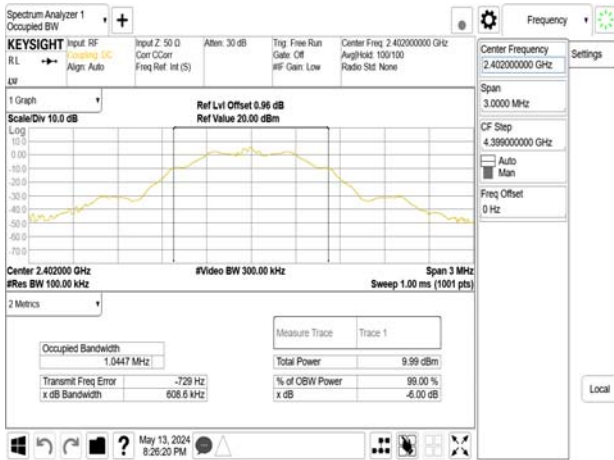 Spectrum Analyzer 1
Occupied BW
Frequency
KEYSIGHT
RL
Input: RF
Coupling: DC
Align: Auto
Input Z: 50 Ω
Corr CCorr
Freq Ref: Int (S)
Atten: 30 dB
Trig: Free Run
Gate: Off
#IF Gain: Low
Center Freq: 2.402000000 GHz
Avg|Hold: 100/100
Radio Std: None
Center Frequency
2.402000000 GHz
Settings
Span
3.0000 MHz
CF Step
4.399000000 GHz
Auto
Man
Freq Offset
0 Hz
1 Graph
Scale/Div 10.0 dB
Ref Lvl Offset 0.96 dB
Ref Value 20.00 dBm
Log
10.0
0.00
-10.0
-20.0
-30.0
-40.0
-50.0
-60.0
-70.0
Center 2.402000 GHz
#Video BW 300.00 kHz
Span 3 MHz
#Res BW 100.00 kHz
Sweep 1.00 ms (1001 pts)
2 Metrics
Measure Trace
Trace 1
Occupied Bandwidth
1.0447 MHz
Total Power
9.99 dBm
Transmit Freq Error
-729 Hz
% of OBW Power
99.00 %
x dB Bandwidth
608.6 kHz
x dB
-6.00 dB
Local
?
May 13, 2024
8:26:20 PM